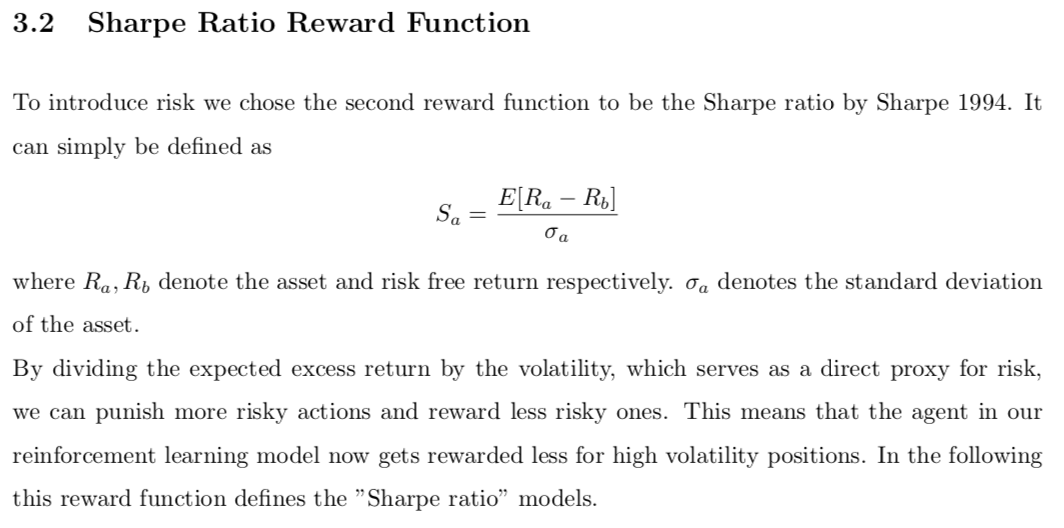 3.2 Sharpe Ratio Reward Function
To introduce risk we chose the second reward function to be the Sharpe ratio by Sharpe 1994. It
can simply be defined as
$S_a = \frac{E[R_a - R_b]}{\sigma_a}$
where $R_a, R_b$ denote the asset and risk free return respectively. $\sigma_a$ denotes the standard deviation
of the asset.
By dividing the expected excess return by the volatility, which serves as a direct proxy for risk,
we can punish more risky actions and reward less risky ones. This means that the agent in our
reinforcement learning model now gets rewarded less for high volatility positions. In the following
this reward function defines the ”Sharpe ratio” models.